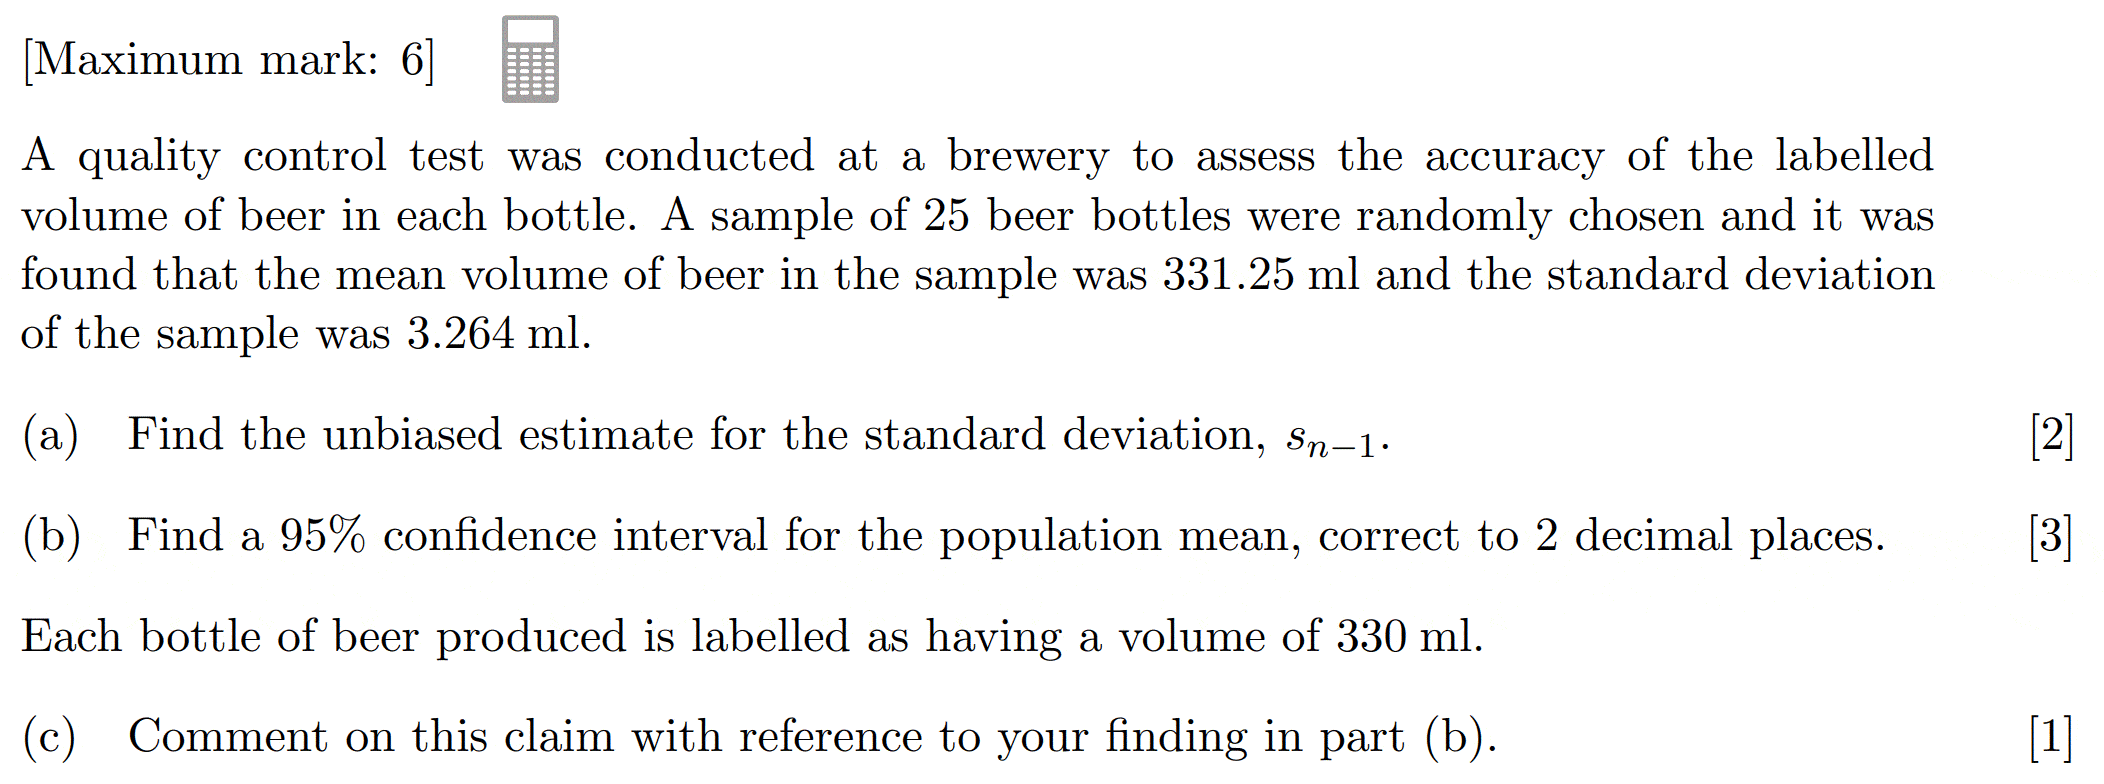 [Maximum mark: 6]
A quality control test was conducted at a brewery to assess the accuracy of the labelled
volume of beer in each bottle. A sample of 25 beer bottles were randomly chosen and it was
found that the mean volume of beer in the sample was 331.25 ml and the standard deviation
of the sample was 3.264 ml.
(a) Find the unbiased estimate for the standard deviation, sₙ₋₁. [2]
(b) Find a 95% confidence interval for the population mean, correct to 2 decimal places. [3]
Each bottle of beer produced is labelled as having a volume of 330 ml.
(c) Comment on this claim with reference to your finding in part (b). [1]